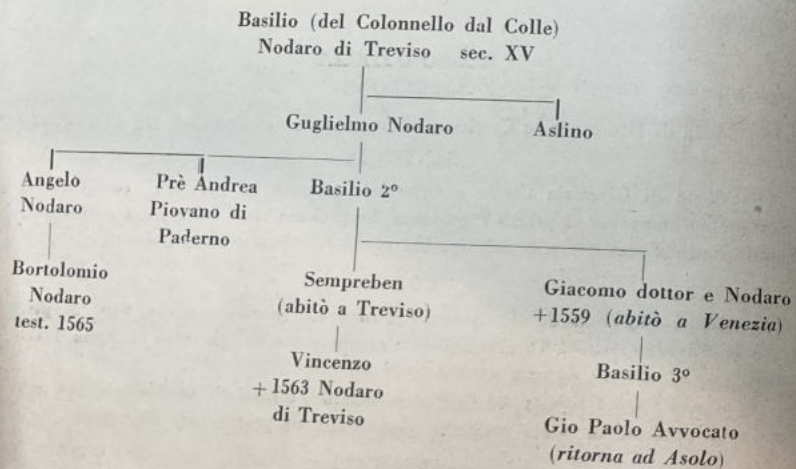 Basilio (del Colonnello dal Colle)
Nodaro di Treviso sec. XV
Guglielmo Nodaro
Aslino
Angelo
Nodaro
Prè Andrea
Piovano di
Paderno
Basilio 2º
Bortolomio
Nodaro
test. 1565
Sempreben
(abitò a Treviso)
Giacomo dottor e Nodaro
+1559 (abitò a Venezia)
Vincenzo
+1563 Nodaro
di Treviso
Basilio 3º
Gio Paolo Avvocato
(ritorna ad Asolo)